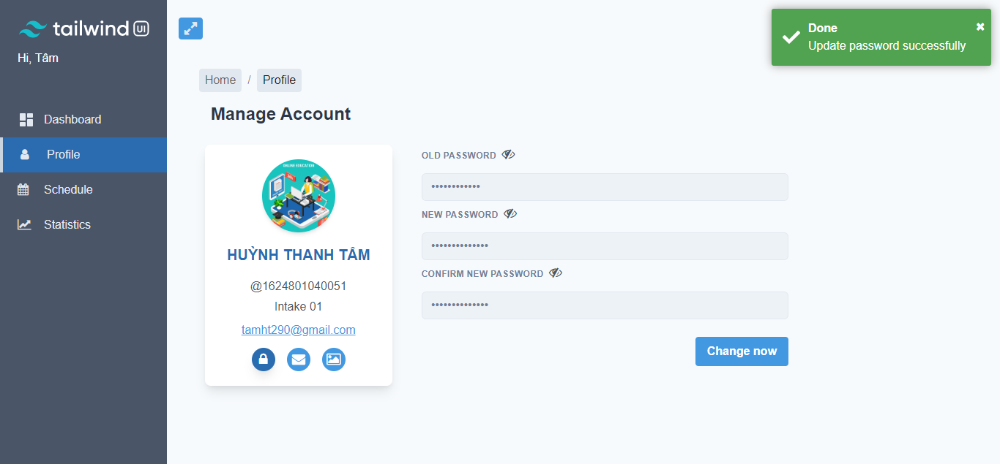 tailwind UI
Hi, Tâm
Dashboard
Profile
Schedule
Statistics
Done
Update password successfully
Home / Profile
Manage Account
ONLINE EDUCATION
HUỲNH THANH TÂM
@1624801040051
Intake 01
tamht290@gmail.com
OLD PASSWORD
••••••••••••
NEW PASSWORD
••••••••••••••
CONFIRM NEW PASSWORD
••••••••••••••
Change now